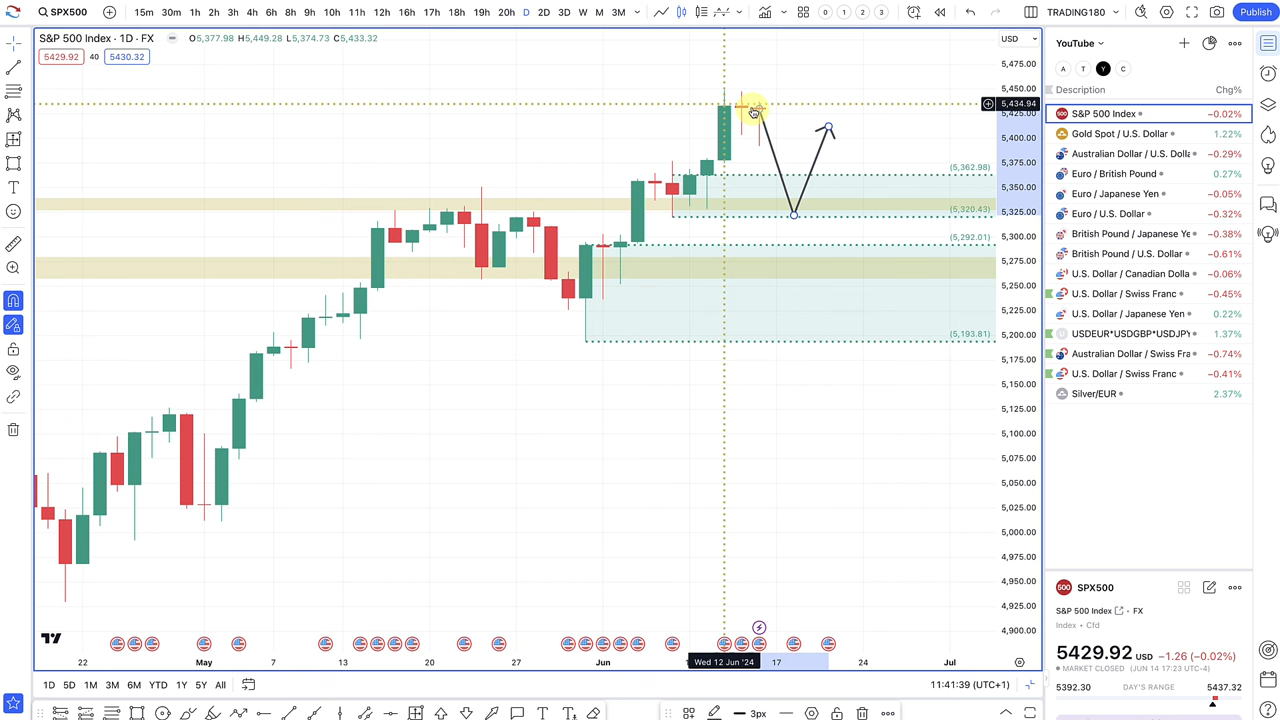 SPX500 15m 30m 1h 2h 3h 4h 6h 8h 9h 10h 11h 12h 16h 17h 18h 19h 20h D 2D 3D W M 3M 0 1 2 3 TRADING180 Publish
S&P 500 Index · 1D · FX O5,377.98 H5,449.28 L5,374.73 C5,433.32 USD
5429.92 40 5430.32
YouTube
A T Y C
Description Chg%
S&P 500 Index −0.02%
Gold Spot / U.S. Dollar 1.22%
Australian Dollar / U.S. Dolla −0.29%
Euro / British Pound 0.27%
Euro / Japanese Yen −0.05%
Euro / U.S. Dollar −0.32%
British Pound / Japanese Ye −0.38%
British Pound / U.S. Dollar −0.61%
U.S. Dollar / Canadian Dolla −0.06%
U.S. Dollar / Swiss Franc −0.45%
U.S. Dollar / Japanese Yen 0.22%
USDEUR*USDGBP*USDJPY 1.37%
Australian Dollar / Swiss Fra −0.74%
U.S. Dollar / Swiss Franc −0.41%
Silver/EUR 2.37%
5,475.00
5,450.00
5,434.94
5,425.00
5,400.00
5,375.00
5,350.00
5,325.00
5,300.00
5,275.00
5,250.00
5,225.00
5,200.00
5,175.00
5,150.00
5,125.00
5,100.00
5,075.00
5,050.00
5,025.00
5,000.00
4,975.00
4,950.00
4,925.00
4,900.00
(5,362.98)
(5,320.43)
(5,292.01)
(5,193.81)
22 May 7 13 20 27 Jun Wed 12 Jun '24 17 24 Jul
500 SPX500
S&P 500 Index · FX
Index · Cfd
5429.92 USD −1.26 (−0.02%)
MARKET CLOSED (JUN 14 17:23 UTC-4)
5392.30 DAY'S RANGE 5437.32
1D 5D 1M 3M 6M YTD 1Y 5Y All 11:41:39 (UTC+1)
3px